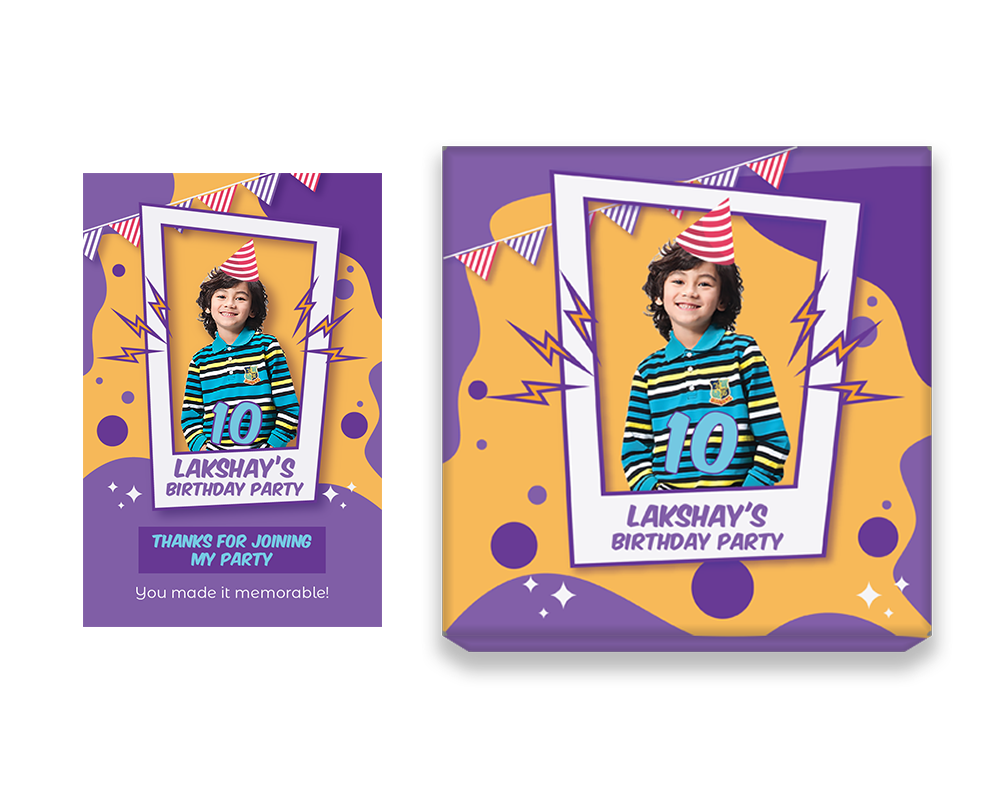 10
LAKSHAY'S
BIRTHDAY PARTY
THANKS FOR JOINING
MY PARTY
You made it memorable!
10
LAKSHAY'S
BIRTHDAY PARTY